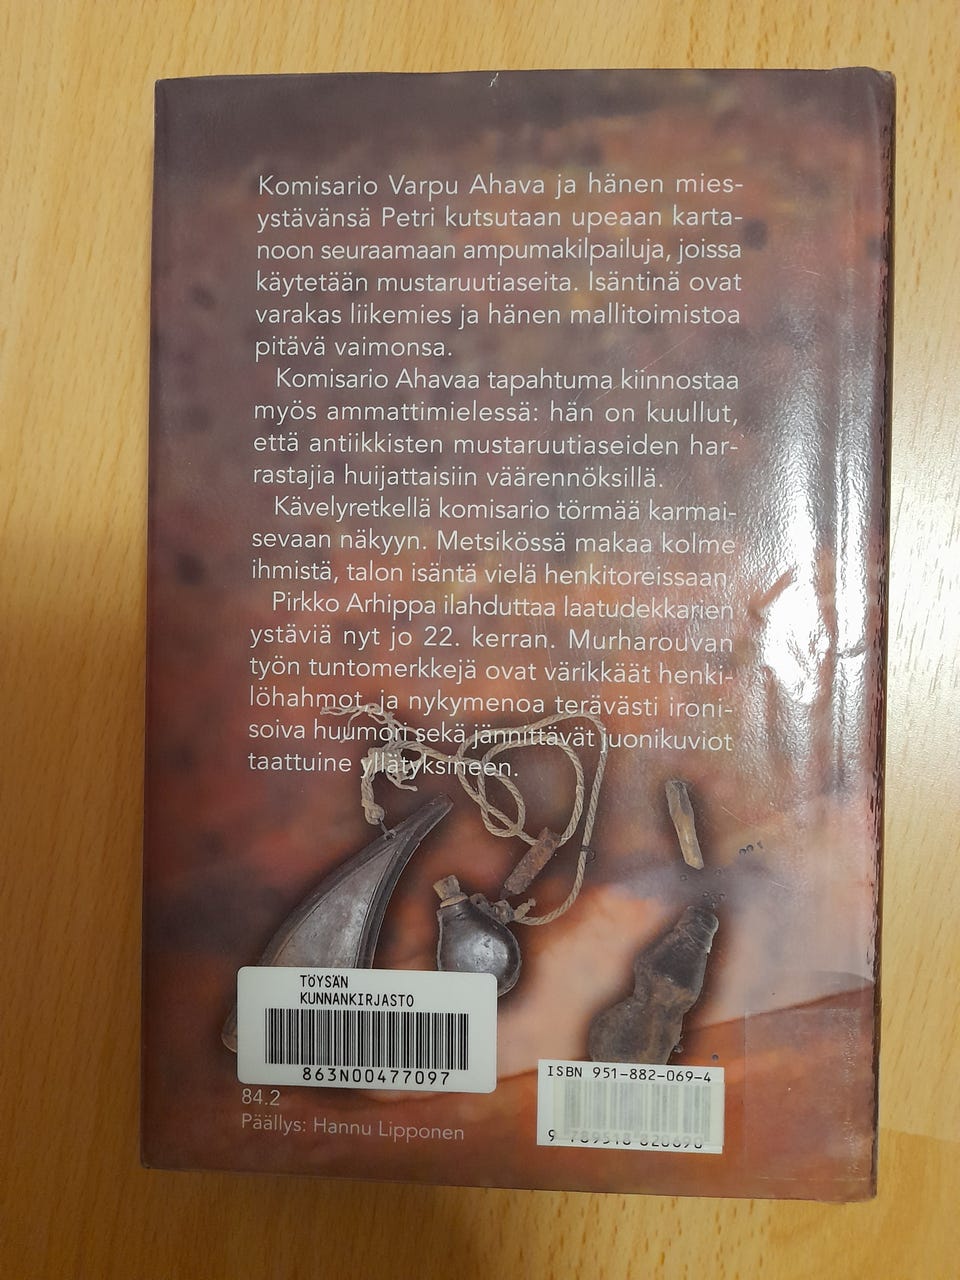 Komisario Varpu Ahava ja hänen mies-
ystävänsä Petri kutsutaan upeaan karta-
noon seuraamaan ampumakilpailuja, joissa
käytetään mustaruutiaseita. Isäntinä ovat
varakas liikemies ja hänen mallitoimistoa
pitävä vaimonsa.
Komisario Ahavaa tapahtuma kiinnostaa
myös ammattimielessä: hän on kuullut,
että antiikkisten mustaruutiaseiden har-
rastajia huijattaisiin väärennöksillä.
Kävelyretkellä komisario törmää karmai-
sevaan näkyyn. Metsikössä makaa kolme
ihmistä, talon isäntä vielä henkitoreissaan.
Pirkko Arhippa ilahduttaa laatudekkarien
ystäviä nyt jo 22. kerran. Murharouvan
työn tuntomerkkejä ovat värikkäät henki-
löhahmot, ja nykymenoa terävästi ironi-
soiva huumori sekä jännittävät juonikuviot
taattuine yllätyksineen.
TÖYSÄN
KUNNANKIRJASTO
863N00477097
84.2
Päällys: Hannu Lipponen
ISBN 951-882-069-4
9 789518 820690